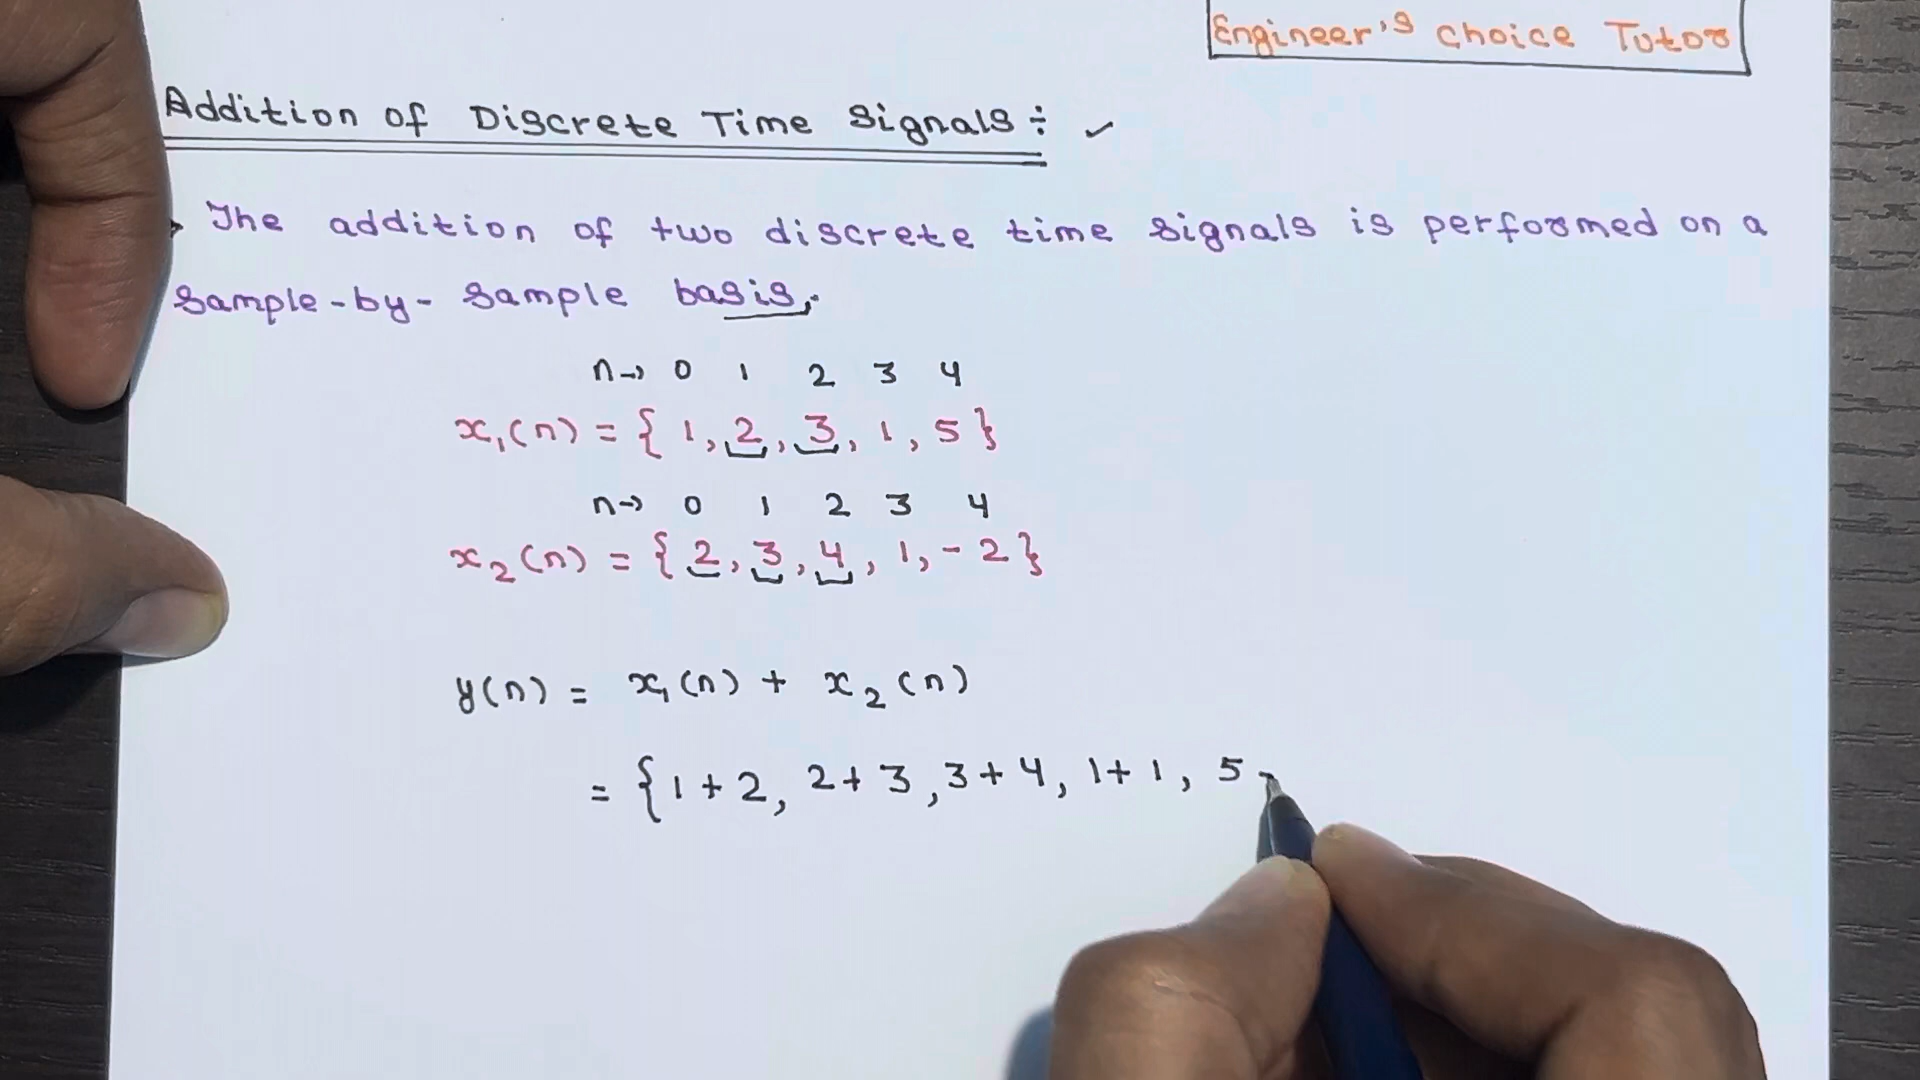 Engineer's Choice Tutor
Addition of Discrete Time Signals÷ ✓
The addition of two discrete time signals is performed on a
sample-by-sample basis.
n→ 0 1 2 3 4
x₁(n) = { 1, 2, 3, 1, 5 }
n→ 0 1 2 3 4
x₂(n) = { 2, 3, 4, 1, -2 }
y(n) = x₁(n) + x₂(n)
= { 1+2, 2+3, 3+4, 1+1, 5 -